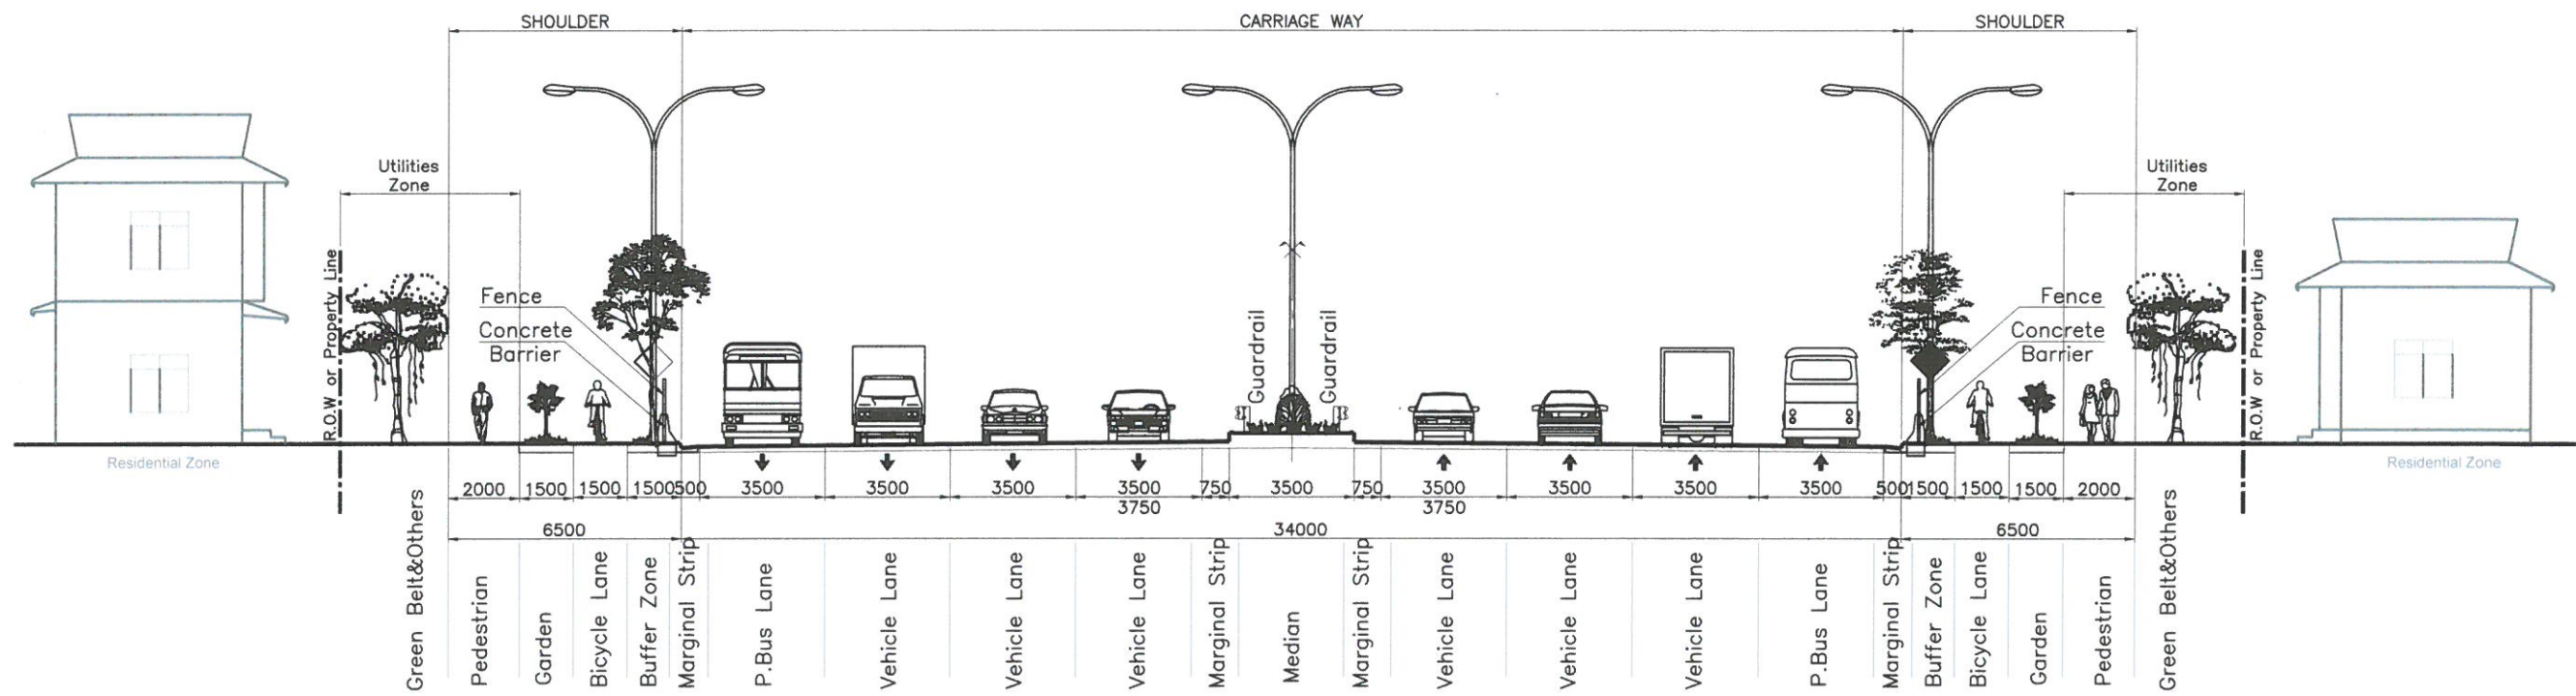 SHOULDER
CARRIAGE WAY
SHOULDER
Utilities
Zone
Utilities
Zone
R.O.W or Property Line
Fence
Concrete
Barrier
Guardrail
Guardrail
Fence
Concrete
Barrier
R.O.W or Property Line
Residential Zone
Residential Zone
2000 1500 1500 1500 500 3500 3500 3500 3500 750 3500 750 3500 3500 3500 3500 500 1500 1500 1500 2000
3750 3750
6500 34000 6500
Green Belt&Others
Pedestrian
Garden
Bicycle Lane
Buffer Zone
Marginal Strip
P.Bus Lane
Vehicle Lane
Vehicle Lane
Vehicle Lane
Marginal Strip
Median
Marginal Strip
Vehicle Lane
Vehicle Lane
Vehicle Lane
P.Bus Lane
Marginal Strip
Buffer Zone
Bicycle Lane
Garden
Pedestrian
Green Belt&Others